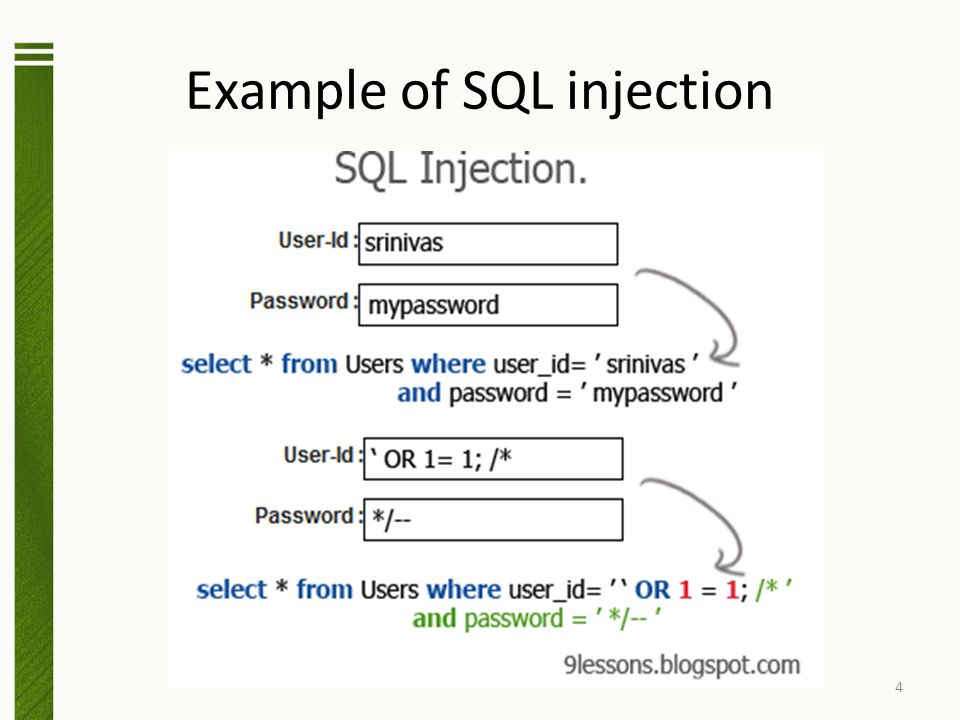 Example of SQL injection
SQL Injection.
User-Id : srinivas
Password : mypassword
select * from Users where user_id= ’ srinivas ’
and password = ’ mypassword ’
User-Id : ‘ OR 1= 1; /*
Password : */--
select * from Users where user_id= ’ ‘ OR 1 = 1; /* ’
and password = ’ */-- ’
9lessons.blogspot.com
4